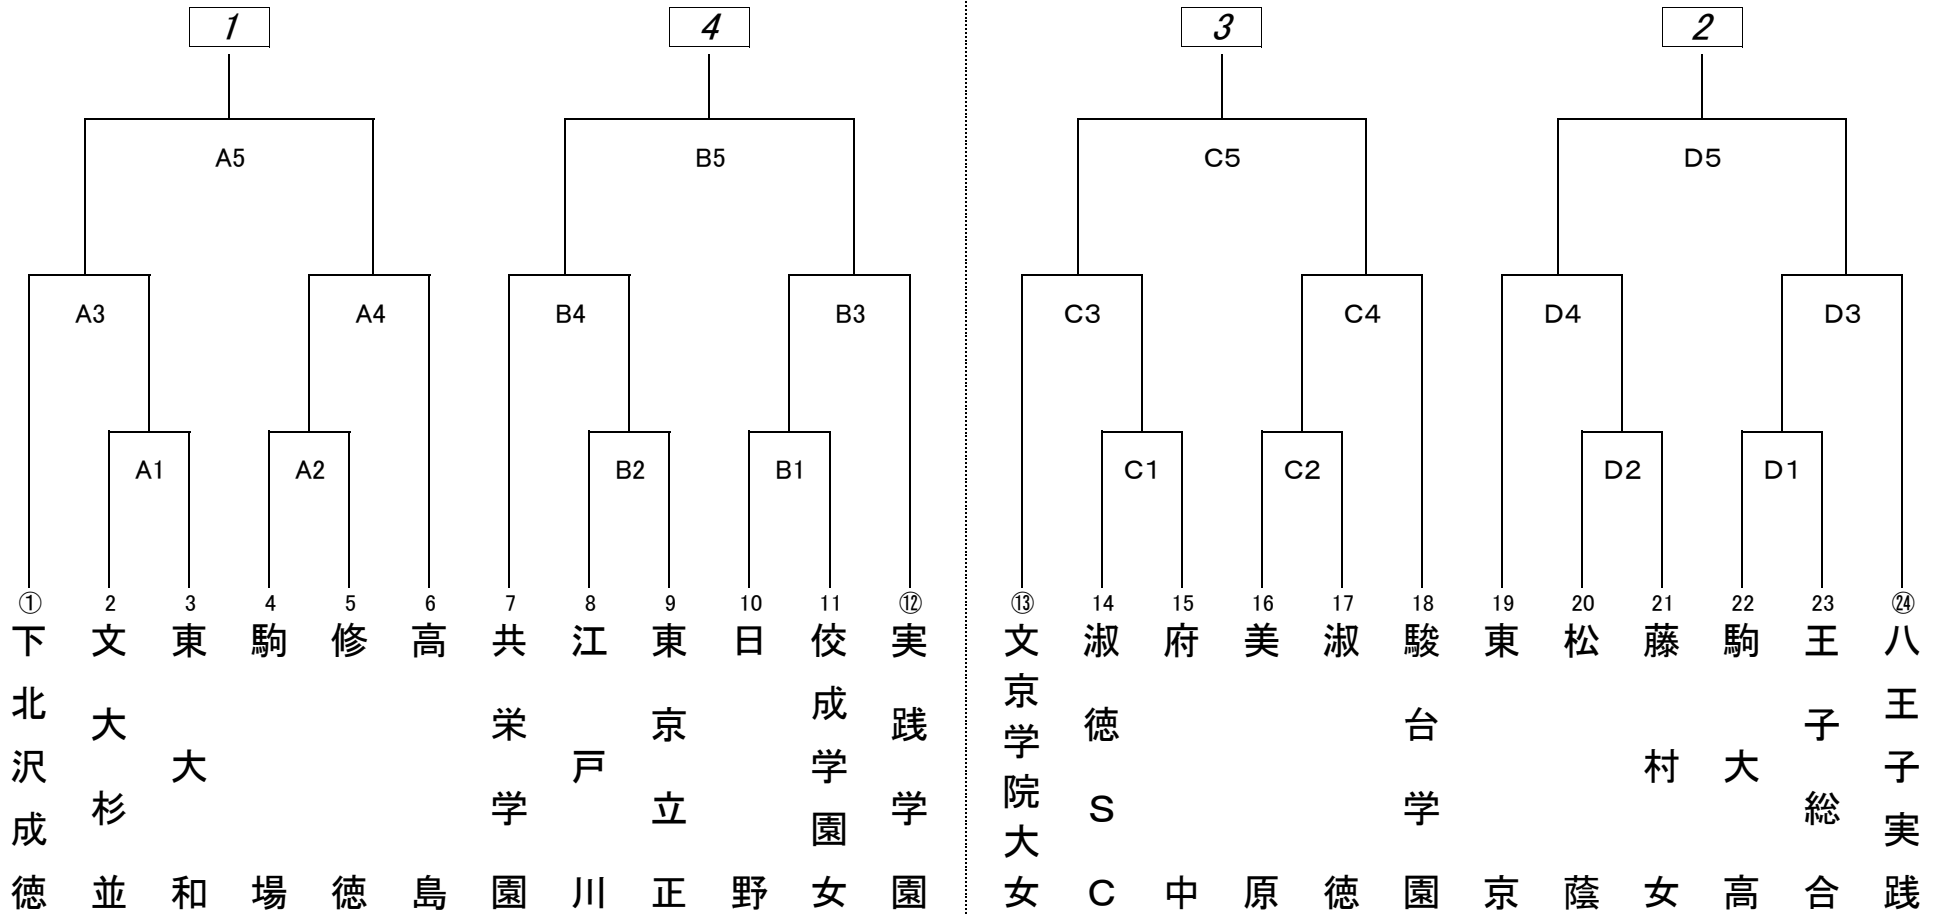 1 4 3 2
A5 B5 C5 D5
A3 A4 B4 B3 C3 C4 D4 D3
A1 A2 B2 B1 C1 C2 D2 D1
① 2 3 4 5 6 7 8 9 10 11 ⑫ ⑬ 14 15 16 17 18 19 20 21 22 23 ㉔
下北沢成徳
文大杉並
東大和
駒場
修徳
高島
共栄学園
江戸川
東京立正
日野
佼成学園女
実践学園
文京学院大女
淑徳SC
府中
美原
淑徳
駿台学園
東京
松蔭
藤村女
駒大高
王子総合
八王子実践